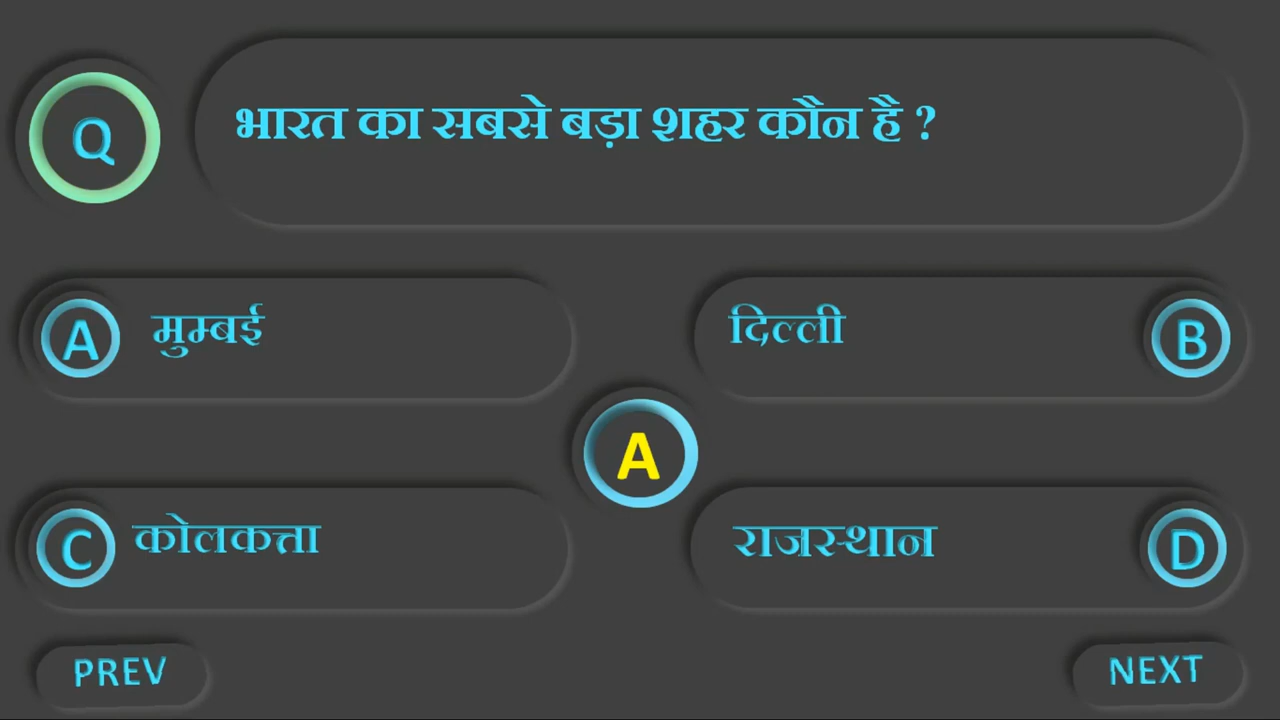 Q
भारत का सबसे बड़ा शहर कौन है ?
A मुम्बई
दिल्ली B
A
C कोलकत्ता
राजस्थान D
PREV
NEXT